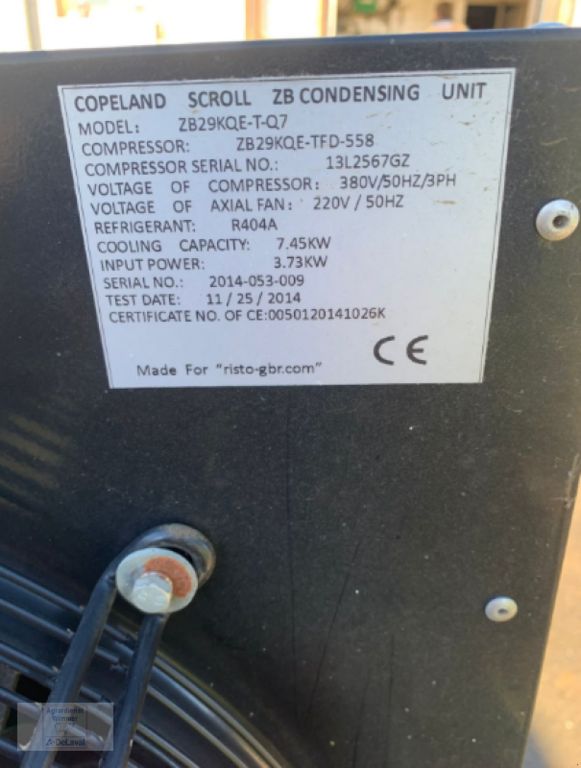 COPELAND SCROLL ZB CONDENSING UNIT
MODEL: ZB29KQE-T-Q7
COMPRESSOR: ZB29KQE-TFD-558
COMPRESSOR SERIAL NO.: 13L2567GZ
VOLTAGE OF COMPRESSOR: 380V/50HZ/3PH
VOLTAGE OF AXIAL FAN: 220V / 50HZ
REFRIGERANT: R404A
COOLING CAPACITY: 7.45KW
INPUT POWER: 3.73KW
SERIAL NO.: 2014-053-009
TEST DATE: 11 / 25 / 2014
CERTIFICATE NO. OF CE:0050120141026K
CE
Made For "risto-gbr.com"
Agrardienst
DeLaval